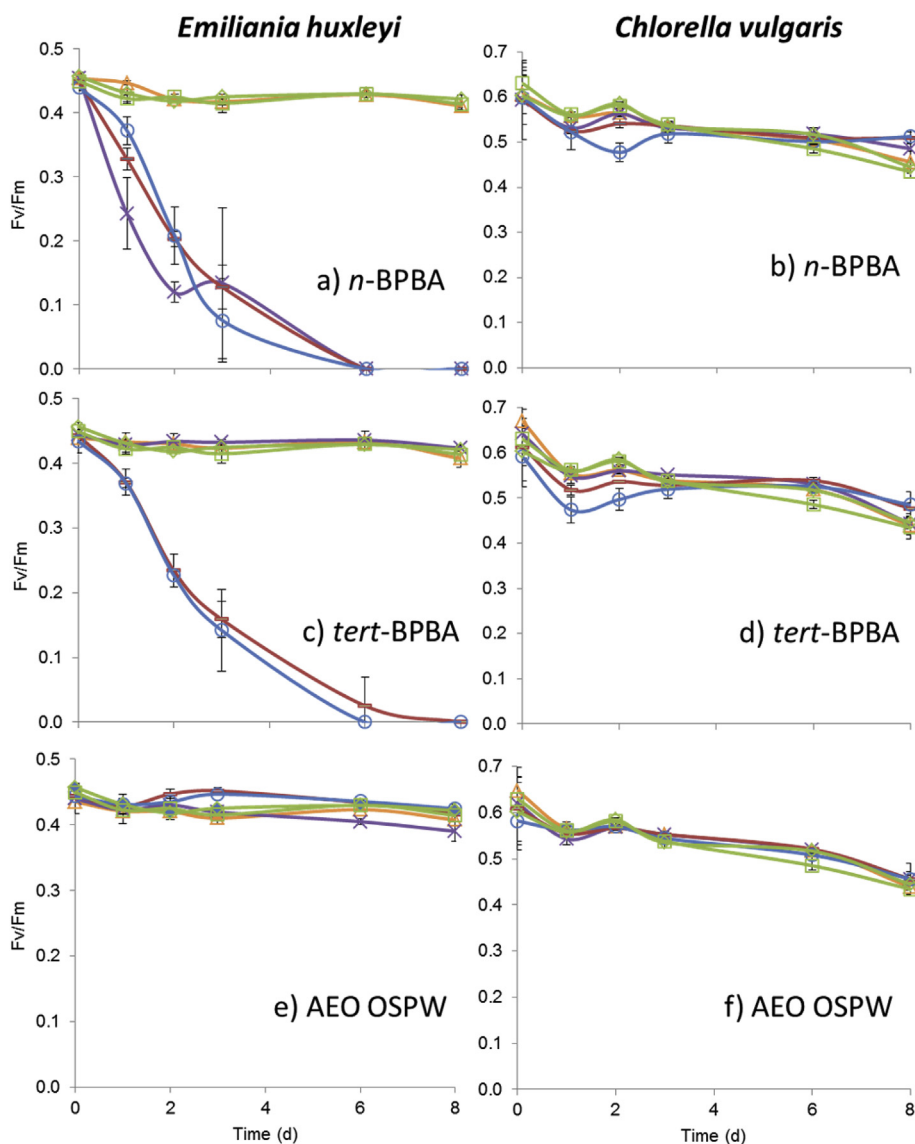 Emiliania huxleyi
Chlorella vulgaris
0.5
0.4
0.3
0.2
0.1
0.0
Fv/Fm
a) n-BPBA
0.7
0.6
0.5
0.4
0.3
0.2
0.1
0.0
b) n-BPBA
0.5
0.4
0.3
0.2
0.1
0.0
Fv/Fm
c) tert-BPBA
0.7
0.6
0.5
0.4
0.3
0.2
0.1
0.0
d) tert-BPBA
0.5
0.4
0.3
0.2
0.1
0.0
Fv/Fm
e) AEO OSPW
0 2 4 6 8
Time (d)
0.7
0.6
0.5
0.4
0.3
0.2
0.1
0.0
f) AEO OSPW
0 2 4 6 8
Time (d)